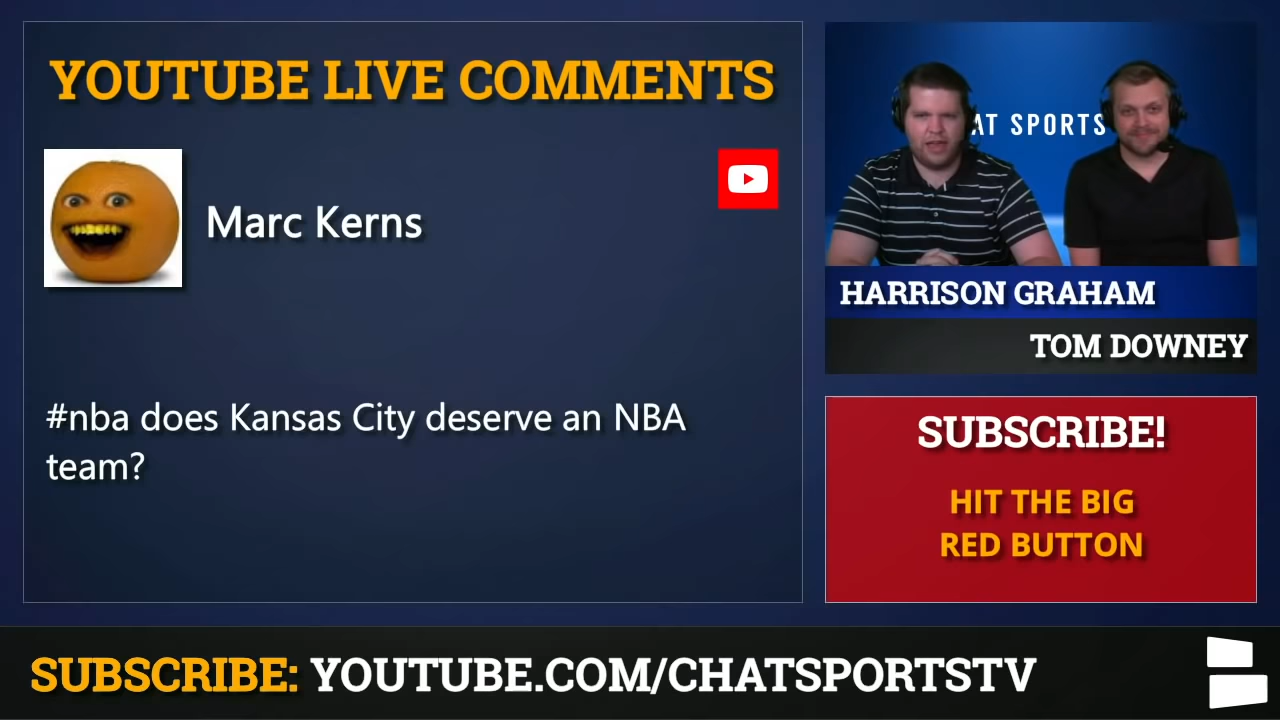 YOUTUBE LIVE COMMENTS
Marc Kerns
#nba does Kansas City deserve an NBA
team?
AT SPORTS
HARRISON GRAHAM
TOM DOWNEY
SUBSCRIBE!
HIT THE BIG
RED BUTTON
SUBSCRIBE: YOUTUBE.COM/CHATSPORTSTV